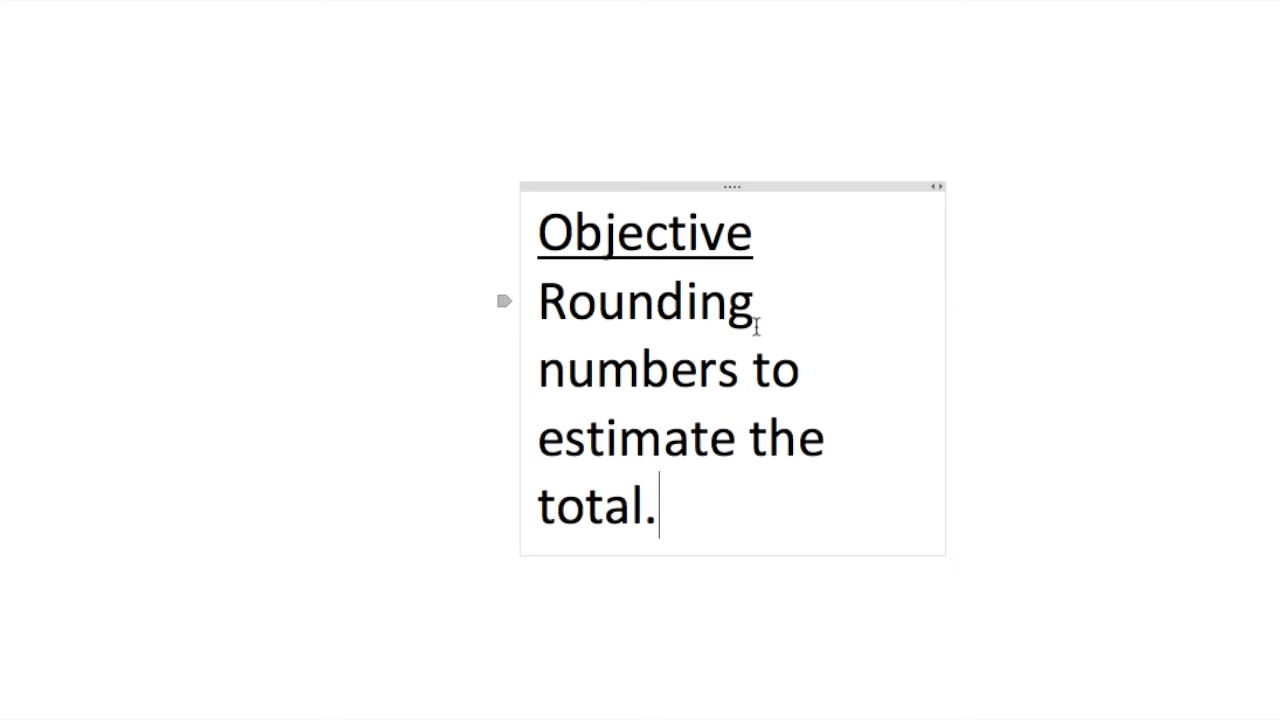 Objective
Rounding
numbers to
estimate the
total.